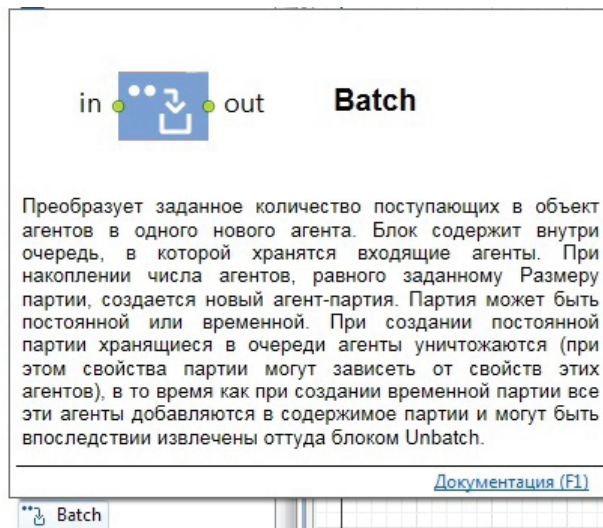 in out Batch
Преобразует заданное количество поступающих в объект
агентов в одного нового агента. Блок содержит внутри
очередь, в которой хранятся входящие агенты. При
накоплении числа агентов, равного заданному Размеру
партии, создается новый агент-партия. Партия может быть
постоянной или временной. При создании постоянной
партии хранящиеся в очереди агенты уничтожаются (при
этом свойства партии могут зависеть от свойств этих
агентов), в то время как при создании временной партии все
эти агенты добавляются в содержимое партии и могут быть
впоследствии извлечены оттуда блоком Unbatch.
Документация (F1)
Batch